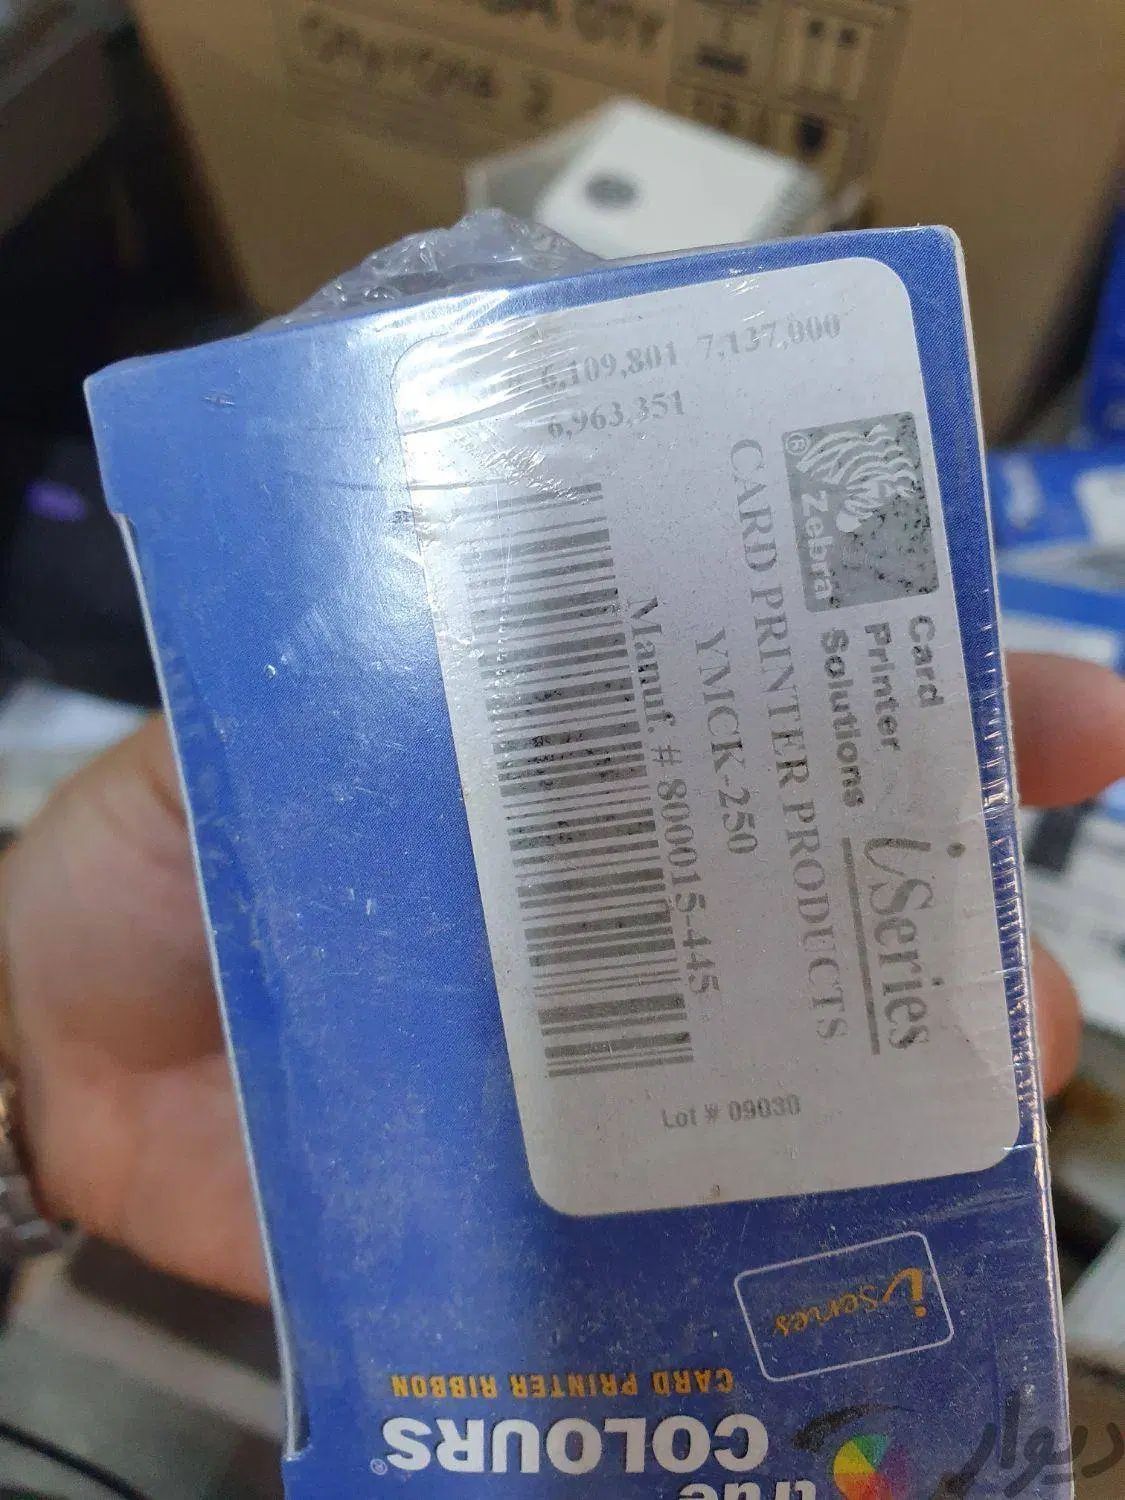 6,109,801 7,137,000
6,963,351
Zebra®
Card
Printer
Solutions
iSeries
CARD PRINTER PRODUCTS
YMCK-250
Manuf. # 800015-445
Lot # 09030
iSeries
CARD PRINTER RIBBON
true
COLOURS®
دیوار
QTY